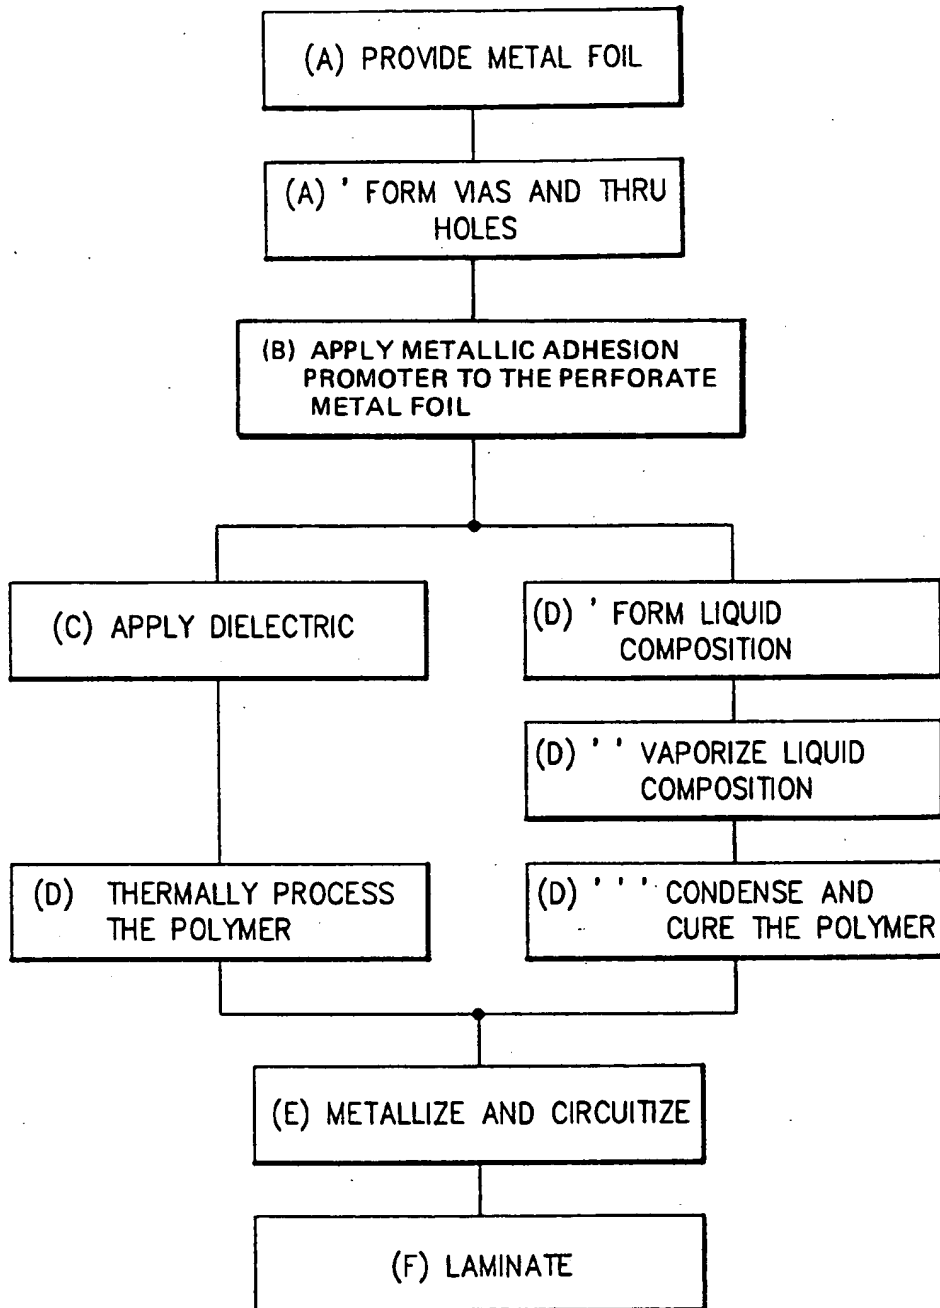 (A) PROVIDE METAL FOIL
(A) ' FORM VIAS AND THRU
HOLES
(B) APPLY METALLIC ADHESION
PROMOTER TO THE PERFORATE
METAL FOIL
(C) APPLY DIELECTRIC
(D) THERMALLY PROCESS
THE POLYMER
(D) ' FORM LIQUID
COMPOSITION
(D) ' ' VAPORIZE LIQUID
COMPOSITION
(D) ' ' ' CONDENSE AND
CURE THE POLYMER
(E) METALLIZE AND CIRCUITIZE
(F) LAMINATE